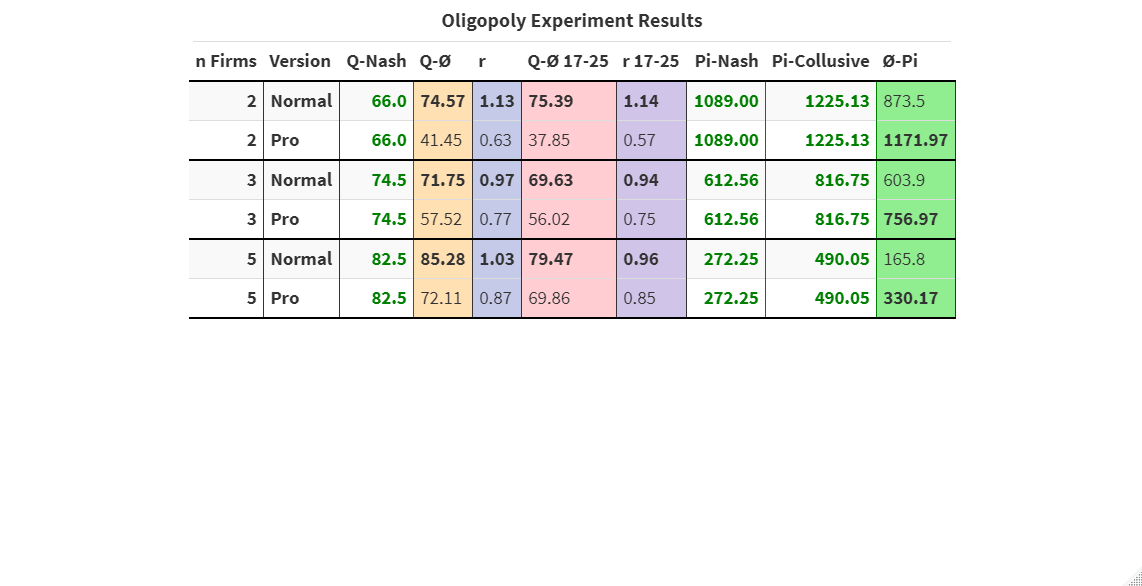 Oligopoly Experiment Results
n Firms Version Q-Nash Q-Ø r Q-Ø 17-25 r 17-25 Pi-Nash Pi-Collusive Ø-Pi
2 Normal 66.0 74.57 1.13 75.39 1.14 1089.00 1225.13 873.5
2 Pro 66.0 41.45 0.63 37.85 0.57 1089.00 1225.13 1171.97
3 Normal 74.5 71.75 0.97 69.63 0.94 612.56 816.75 603.9
3 Pro 74.5 57.52 0.77 56.02 0.75 612.56 816.75 756.97
5 Normal 82.5 85.28 1.03 79.47 0.96 272.25 490.05 165.8
5 Pro 82.5 72.11 0.87 69.86 0.85 272.25 490.05 330.17